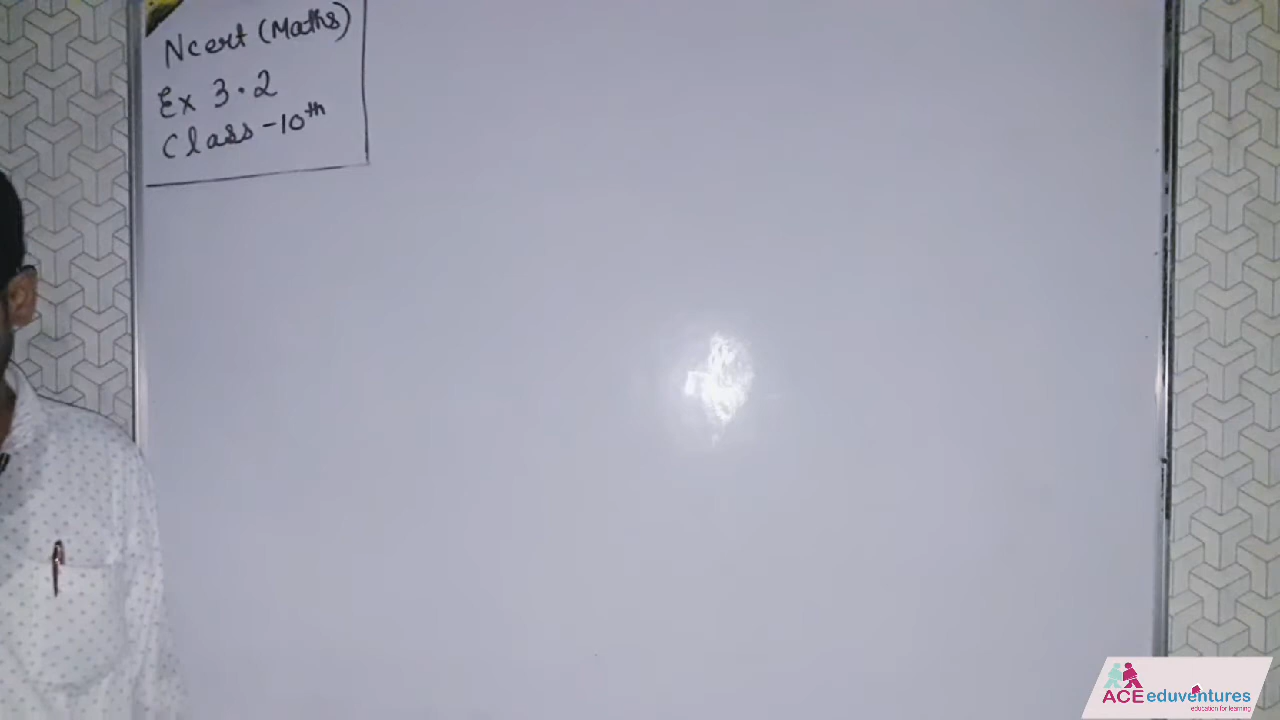 Ncert (Maths)
Ex 3.2
Class - 10th
ACE eduventures
education for learning